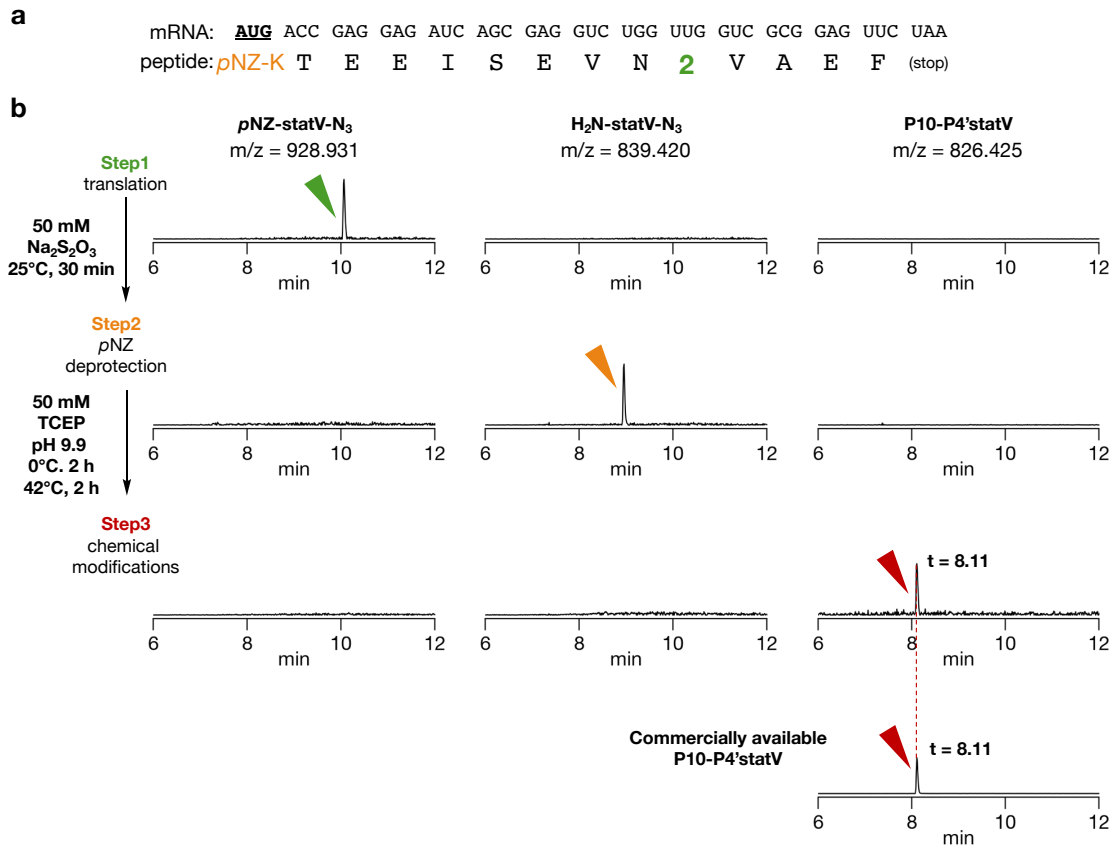 a
mRNA: AUG ACC GAG GAG AUC AGC GAG GUC UGG UUG GUC GCG GAG UUC UAA
peptide: pNZ-K T E E I S E V N 2 V A E F (stop)
b
pNZ-statV-N₃
m/z = 928.931
H₂N-statV-N₃
m/z = 839.420
P10-P4'statV
m/z = 826.425
Step1
translation
50 mM
Na₂S₂O₃
25°C, 30 min
6 8 10 12
min
6 8 10 12
min
6 8 10 12
min
Step2
pNZ
deprotection
50 mM
TCEP
pH 9.9
0°C. 2 h
42°C, 2 h
6 8 10 12
min
6 8 10 12
min
6 8 10 12
min
Step3
chemical
modifications
t = 8.11
6 8 10 12
min
6 8 10 12
min
6 8 10 12
min
Commercially available
P10-P4'statV
t = 8.11
6 8 10 12
min